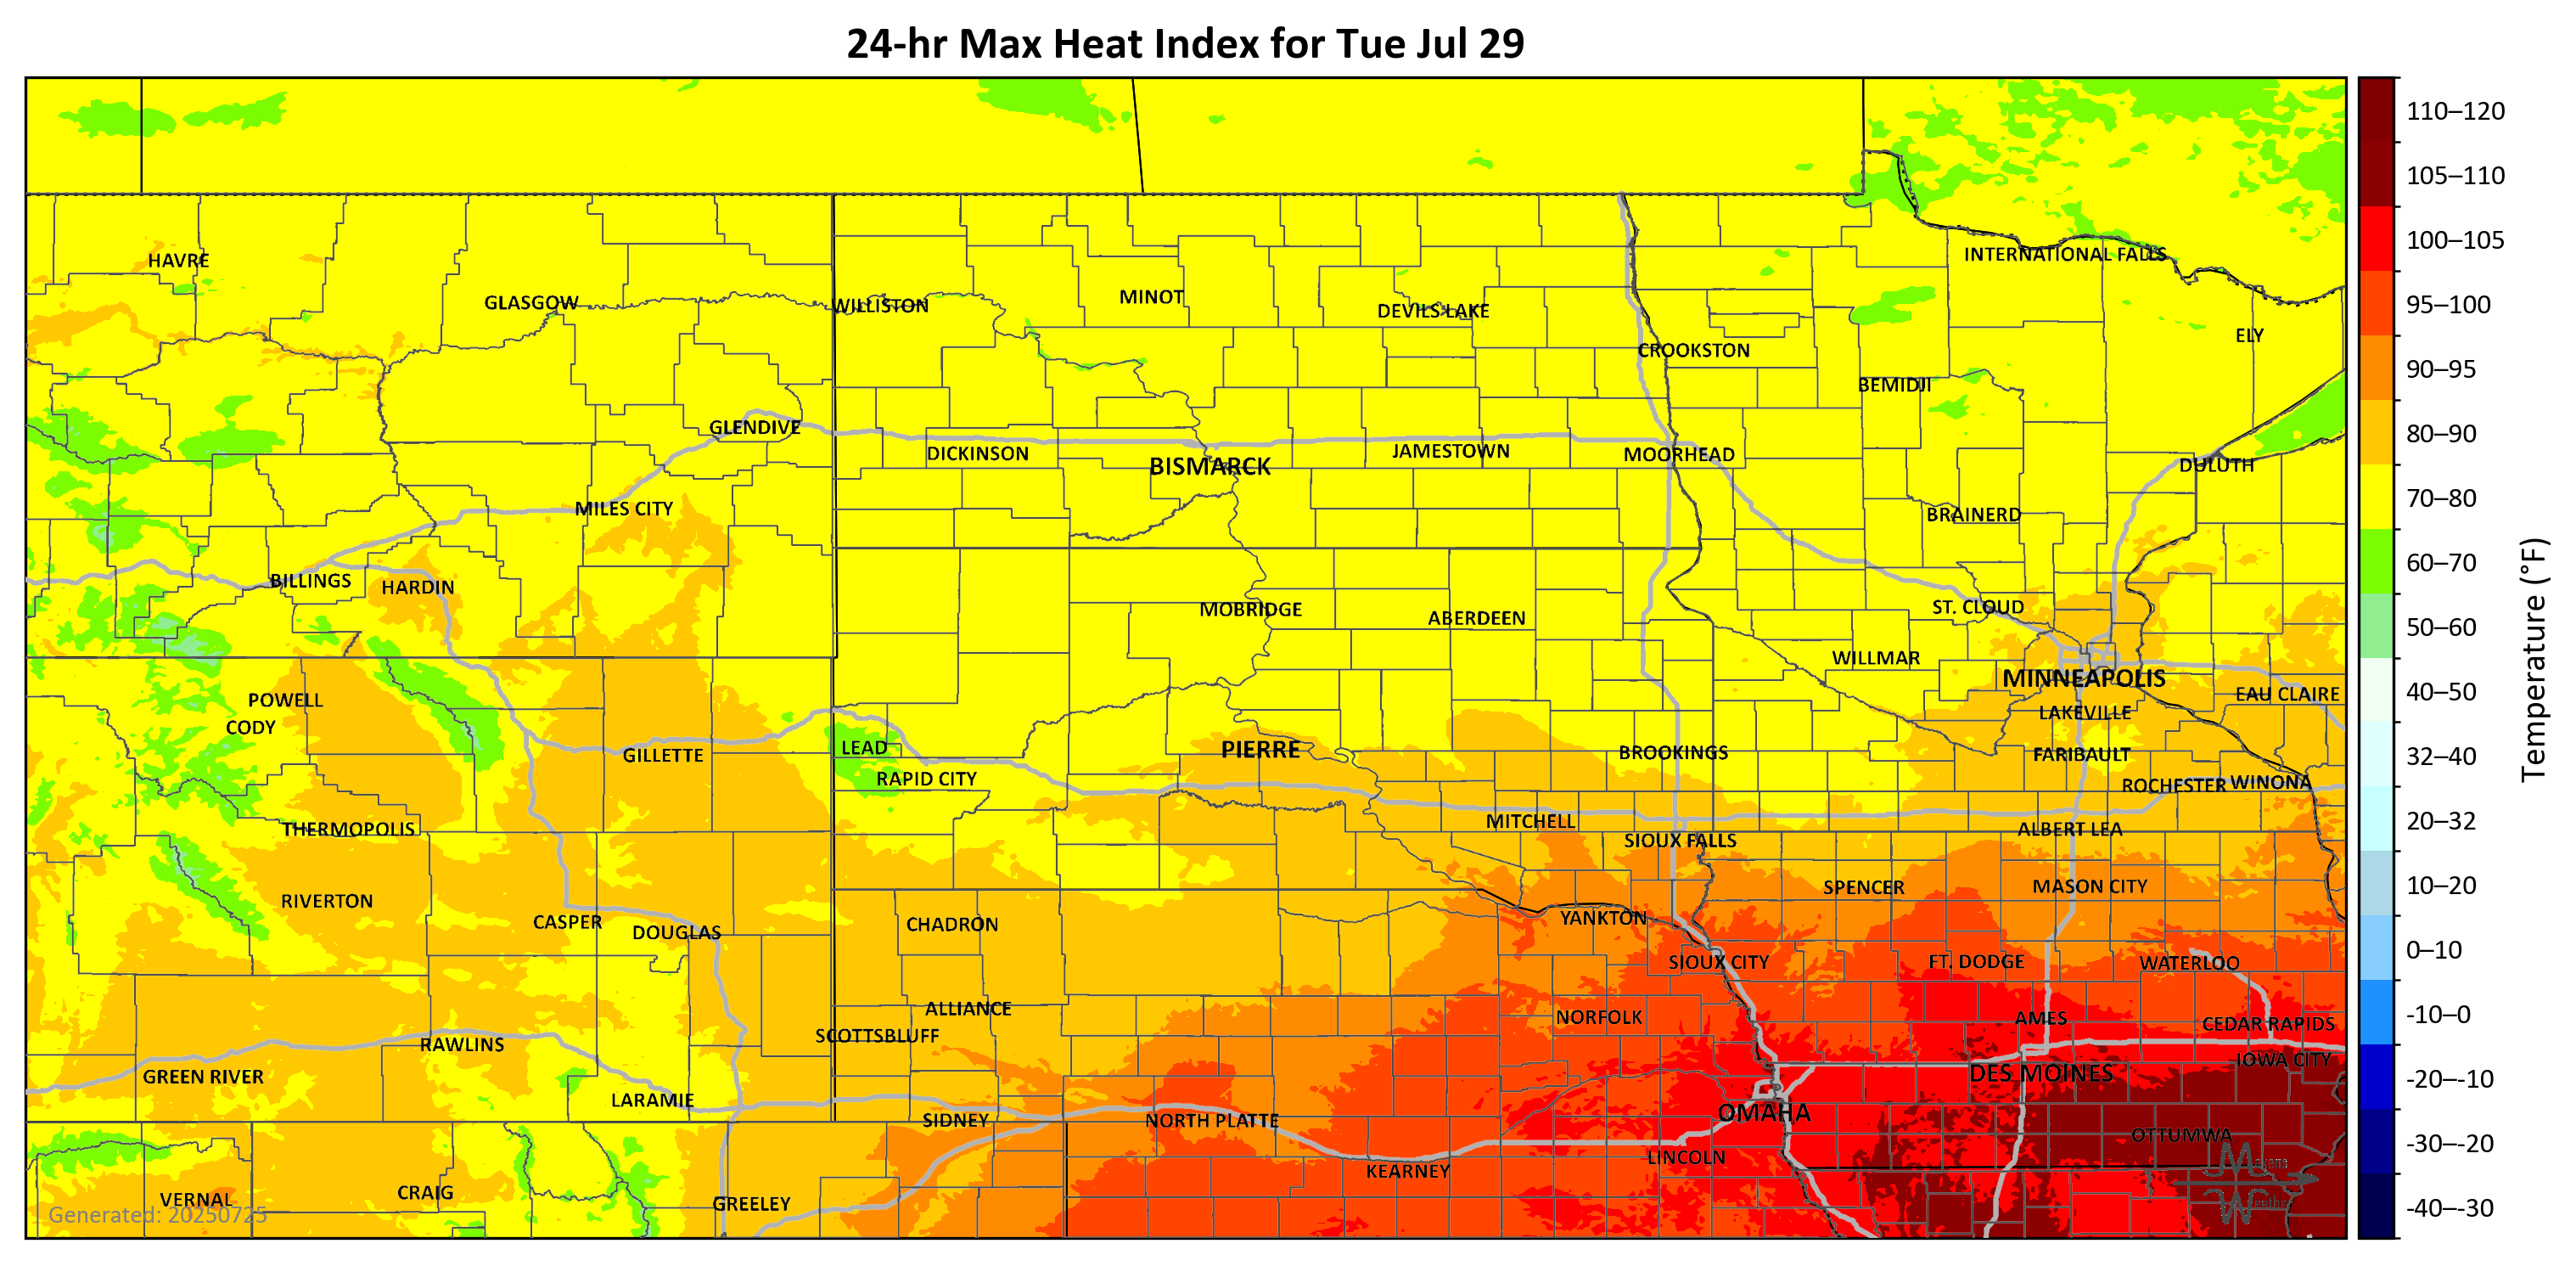 24-hr Max Heat Index for Tue Jul 29
110–120
105–110
100–105
95–100
90–95
80–90
70–80
60–70
50–60
40–50
32–40
20–32
10–20
0–10
-10–0
-20–-10
-30–-20
-40–-30
Temperature (°F)
HAVRE
INTERNATIONAL FALLS
GLASGOW
WILLISTON
MINOT
DEVILS LAKE
ELY
CROOKSTON
BEMIDJI
GLENDIVE
DICKINSON
BISMARCK
JAMESTOWN
MOORHEAD
DULUTH
MILES CITY
BRAINERD
BILLINGS
HARDIN
MOBRIDGE
ABERDEEN
ST. CLOUD
WILLMAR
MINNEAPOLIS
POWELL
EAU CLAIRE
CODY
LAKEVILLE
GILLETTE
LEAD
PIERRE
BROOKINGS
FARIBAULT
RAPID CITY
ROCHESTER
WINONA
THERMOPOLIS
MITCHELL
SIOUX FALLS
ALBERT LEA
RIVERTON
SPENCER
MASON CITY
CASPER
DOUGLAS
CHADRON
YANKTON
SIOUX CITY
FT. DODGE
WATERLOO
ALLIANCE
NORFOLK
AMES
CEDAR RAPIDS
RAWLINS
SCOTTSBLUFF
IOWA CITY
GREEN RIVER
DES MOINES
LARAMIE
SIDNEY
NORTH PLATTE
OMAHA
OTTUMWA
KEARNEY
LINCOLN
VERNAL
CRAIG
GREELEY
Generated: 20250725